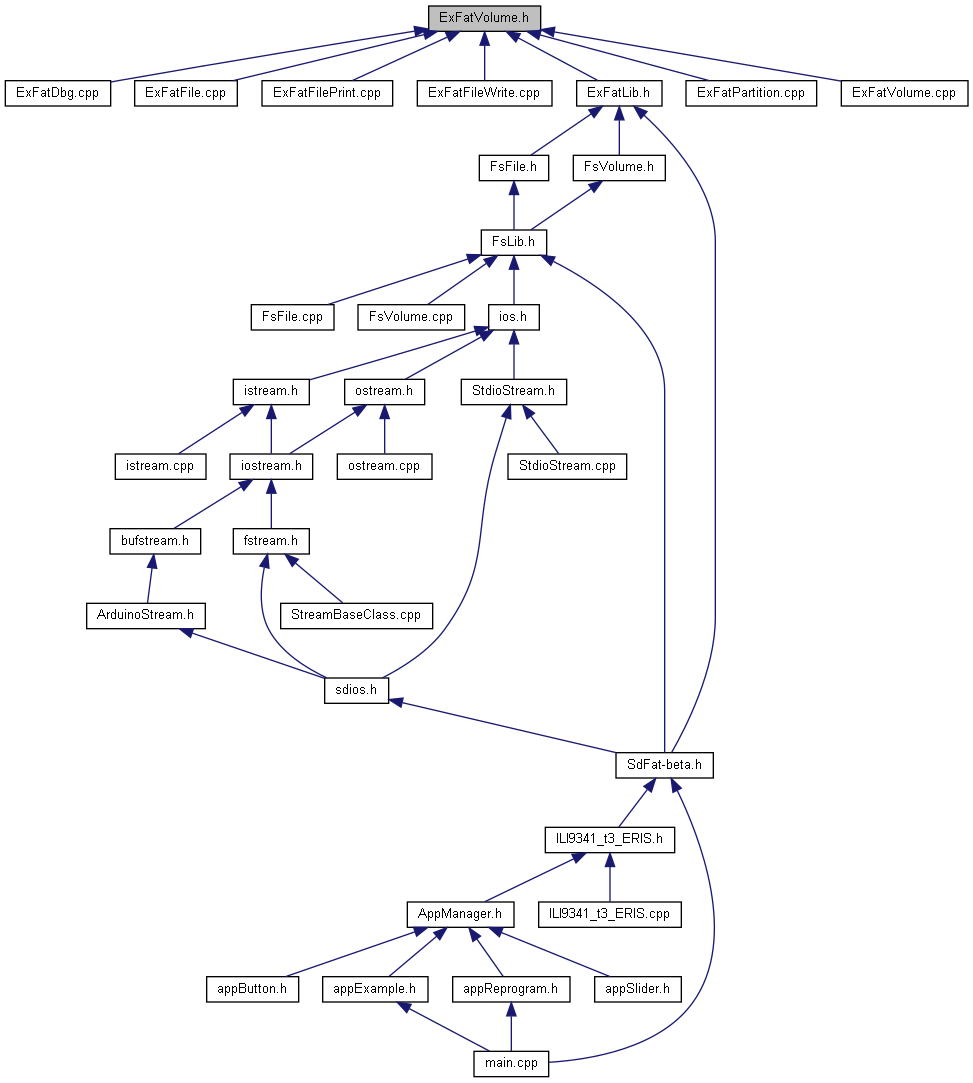 ExFatVolume.h
ExFatDbg.cpp
ExFatFile.cpp
ExFatFilePrint.cpp
ExFatFileWrite.cpp
ExFatLib.h
ExFatPartition.cpp
ExFatVolume.cpp
FsFile.h
FsVolume.h
FsLib.h
FsFile.cpp
FsVolume.cpp
ios.h
istream.h
ostream.h
StdioStream.h
istream.cpp
iostream.h
ostream.cpp
StdioStream.cpp
bufstream.h
fstream.h
ArduinoStream.h
StreamBaseClass.cpp
sdios.h
SdFat-beta.h
ILI9341_t3_ERIS.h
AppManager.h
ILI9341_t3_ERIS.cpp
appButton.h
appExample.h
appReprogram.h
appSlider.h
main.cpp